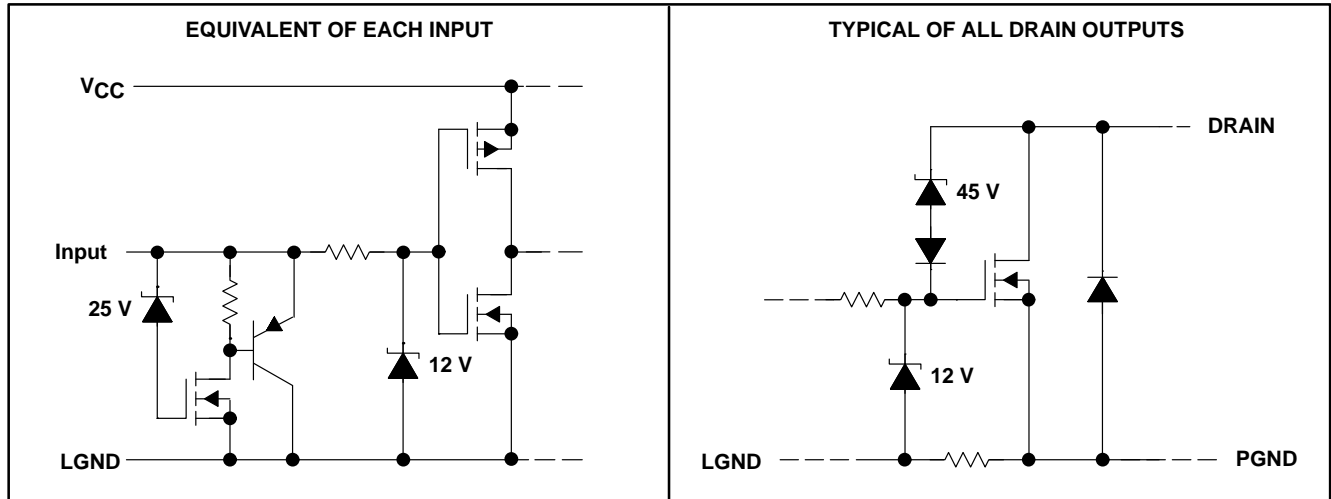 EQUIVALENT OF EACH INPUT
VCC
Input
25 V
12 V
LGND
TYPICAL OF ALL DRAIN OUTPUTS
DRAIN
45 V
12 V
LGND
PGND